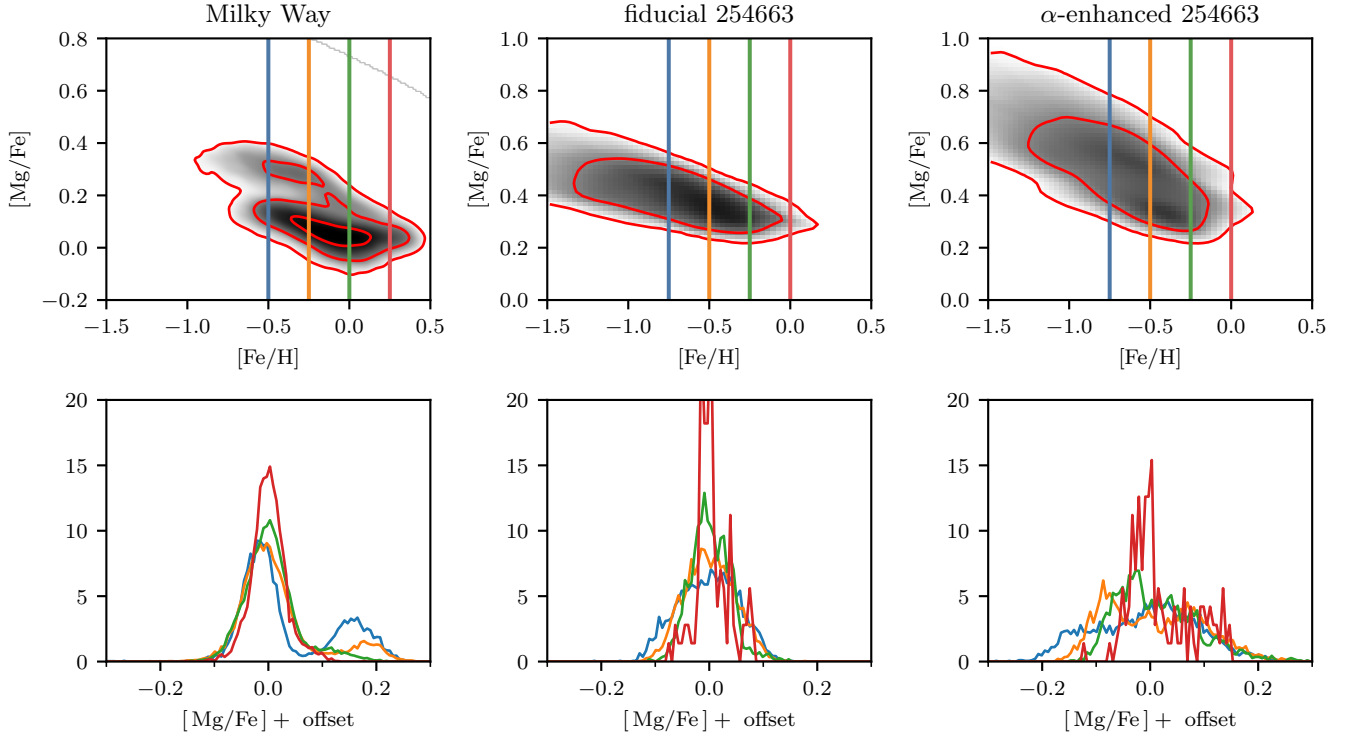 Milky Way
fiducial 254663
α-enhanced 254663
0.8
0.6
0.4
0.2
0.0
−0.2
[Mg/Fe]
−1.5 −1.0 −0.5 0.0 0.5
[Fe/H]
1.0
0.8
0.6
0.4
0.2
0.0
[Mg/Fe]
−1.5 −1.0 −0.5 0.0 0.5
[Fe/H]
1.0
0.8
0.6
0.4
0.2
0.0
[Mg/Fe]
−1.5 −1.0 −0.5 0.0 0.5
[Fe/H]
20
15
10
5
0
−0.2 0.0 0.2
[Mg/Fe] + offset
20
15
10
5
0
−0.2 0.0 0.2
[Mg/Fe] + offset
20
15
10
5
0
−0.2 0.0 0.2
[Mg/Fe] + offset